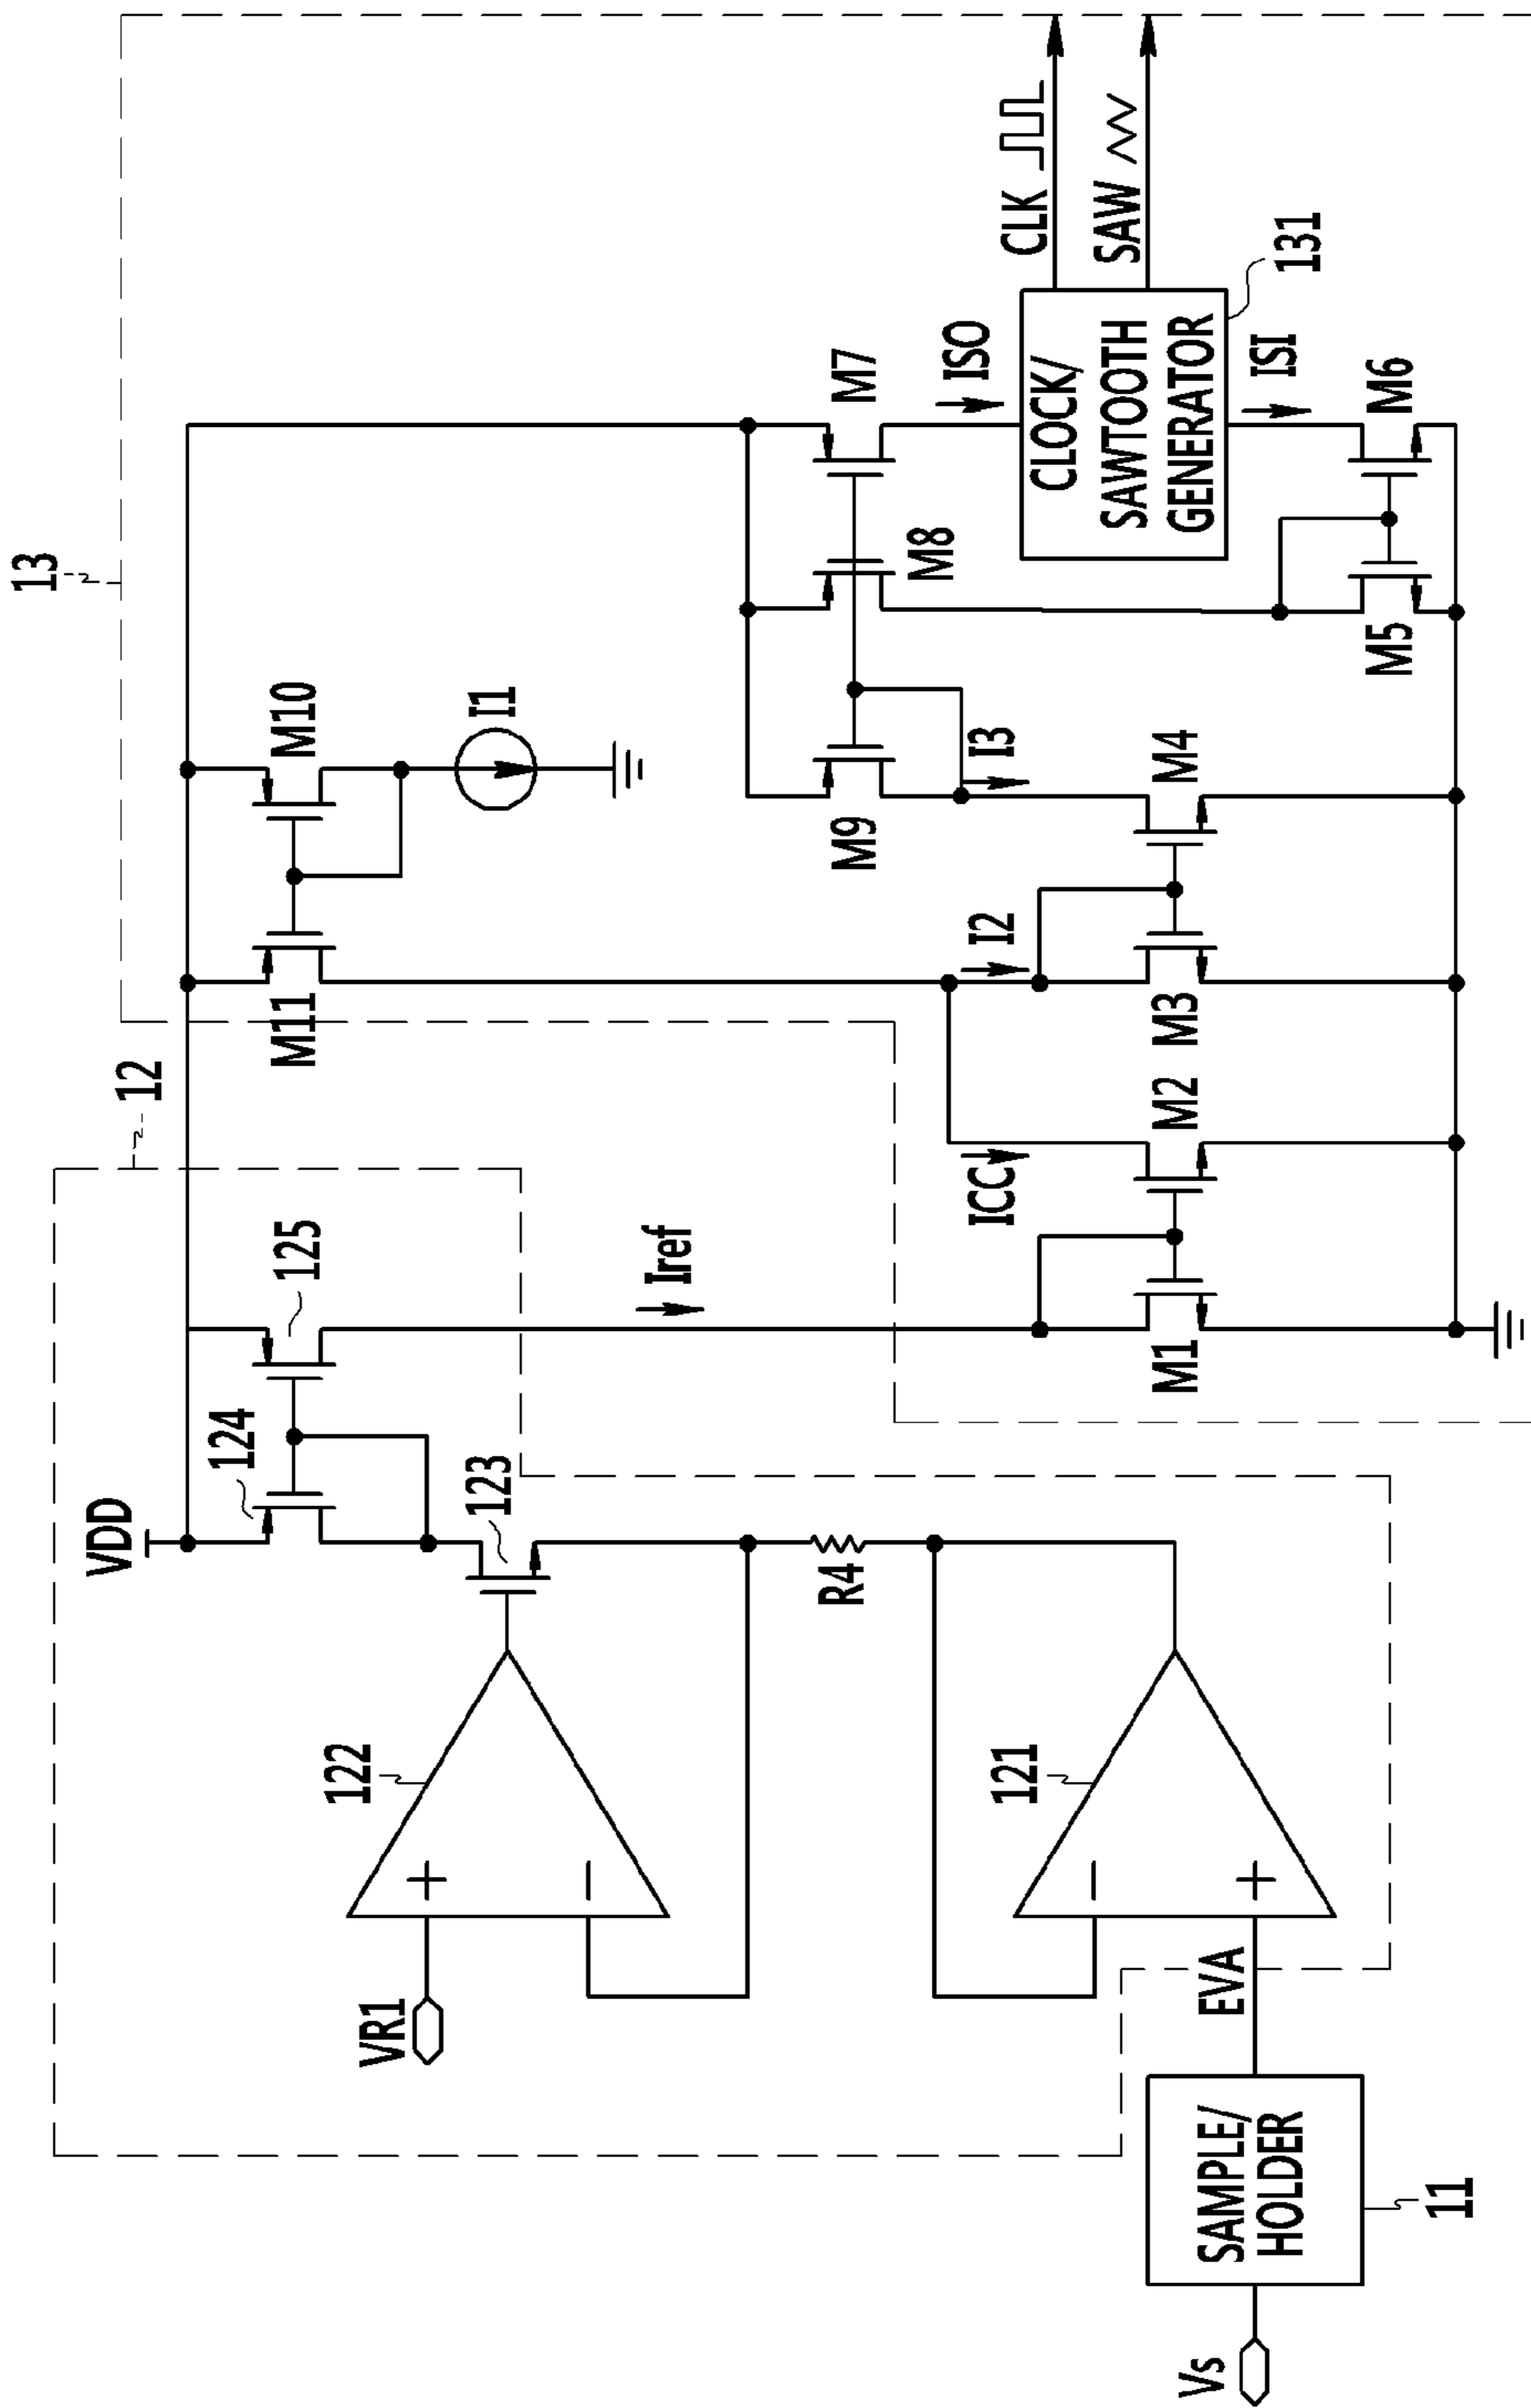 13
12
VDD
124
125
M11
M10
I1
VR1
122
123
Iref
R4
M9
M8
M7
I3
ISO
I2
ICC
CLOCK/
SAWTOOTH
GENERATOR
CLK
SAW
131
ISI
121
EVA
M1
M2
M3
M4
M5
M6
Vs
SAMPLE/
HOLDER
11
+
−
−
+